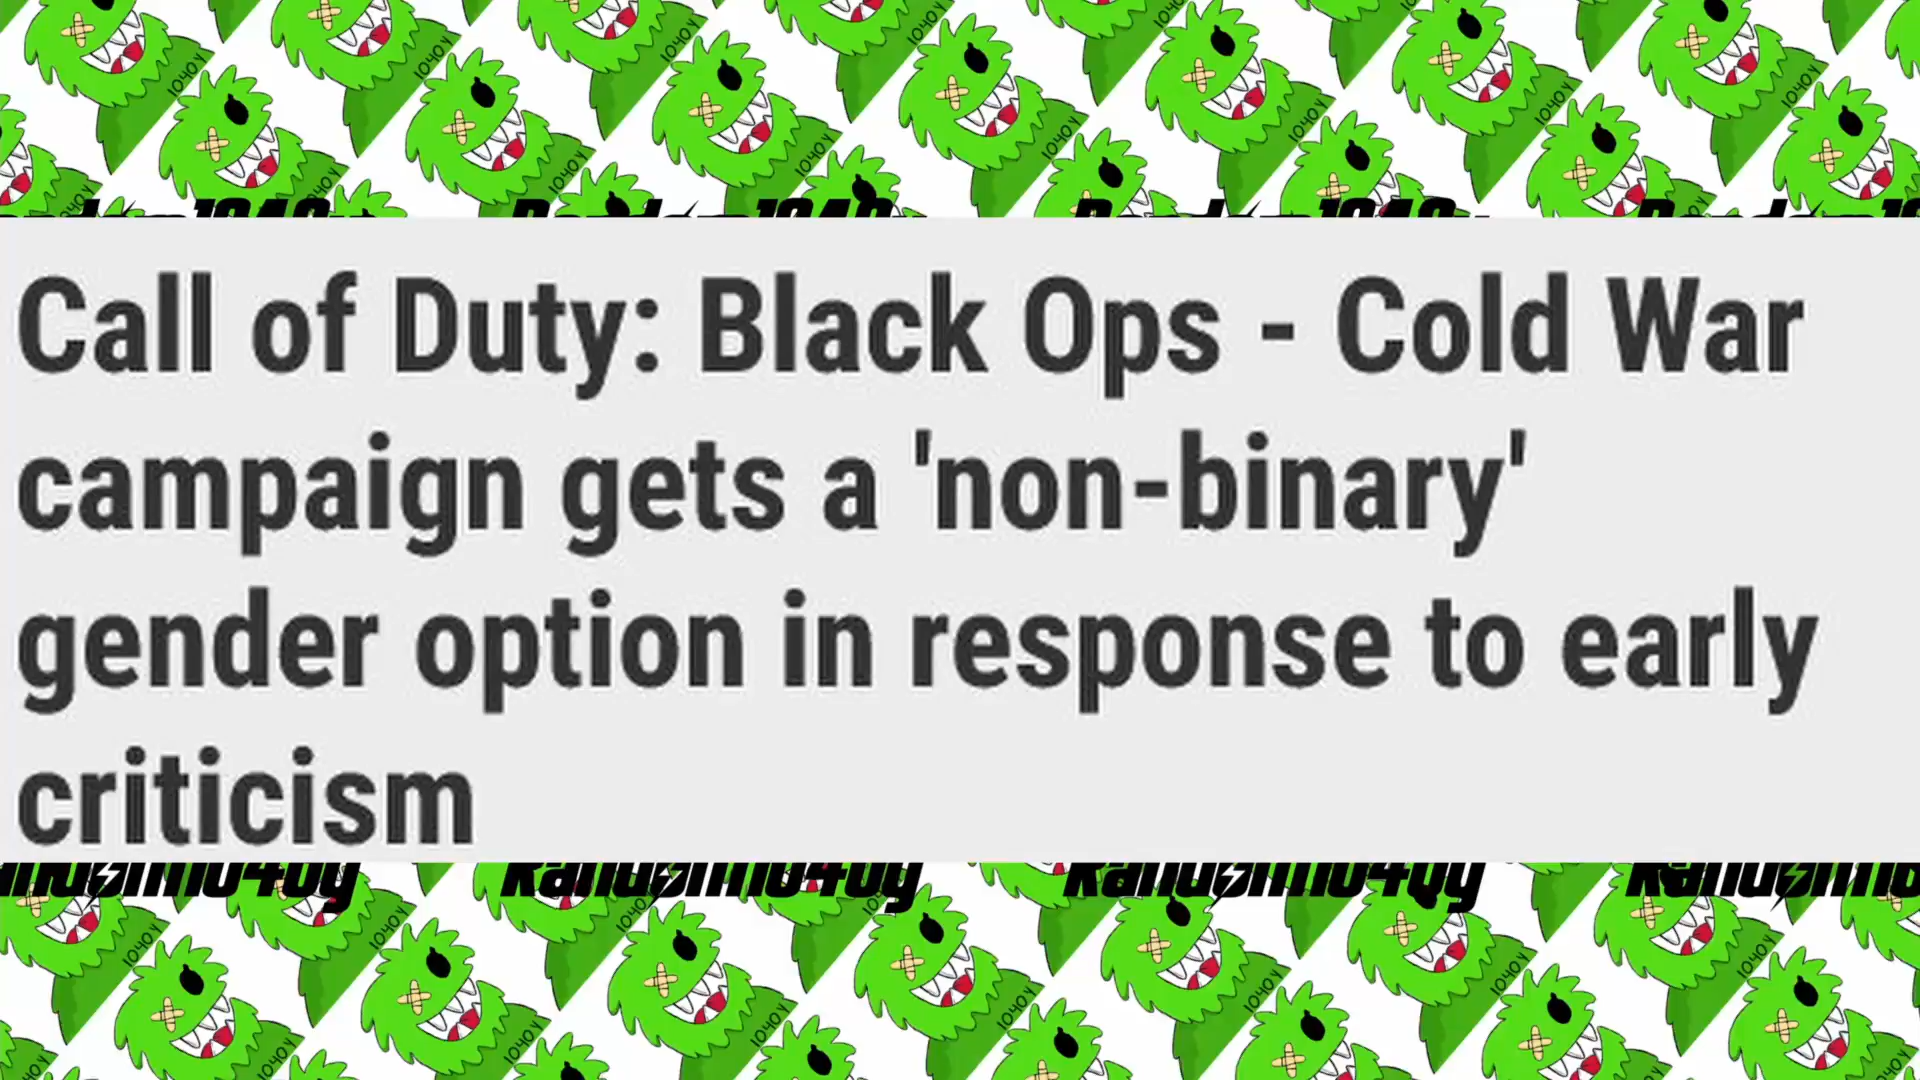 Call of Duty: Black Ops - Cold War
campaign gets a 'non-binary'
gender option in response to early
criticism